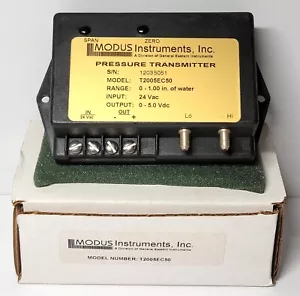 SPAN ZERO
MODUS Instruments, Inc.
A Division of General Eastern Instruments
PRESSURE TRANSMITTER
S/N: 12035051
MODEL: T2005EC50
RANGE: 0 - 1.00 in. of water
INPUT: 24 Vac
OUTPUT: 0 - 5.0 Vdc
IN OUT Lo Hi
24 Vac - +
MODUS Instruments, Inc.
MODEL NUMBER: T2005EC50